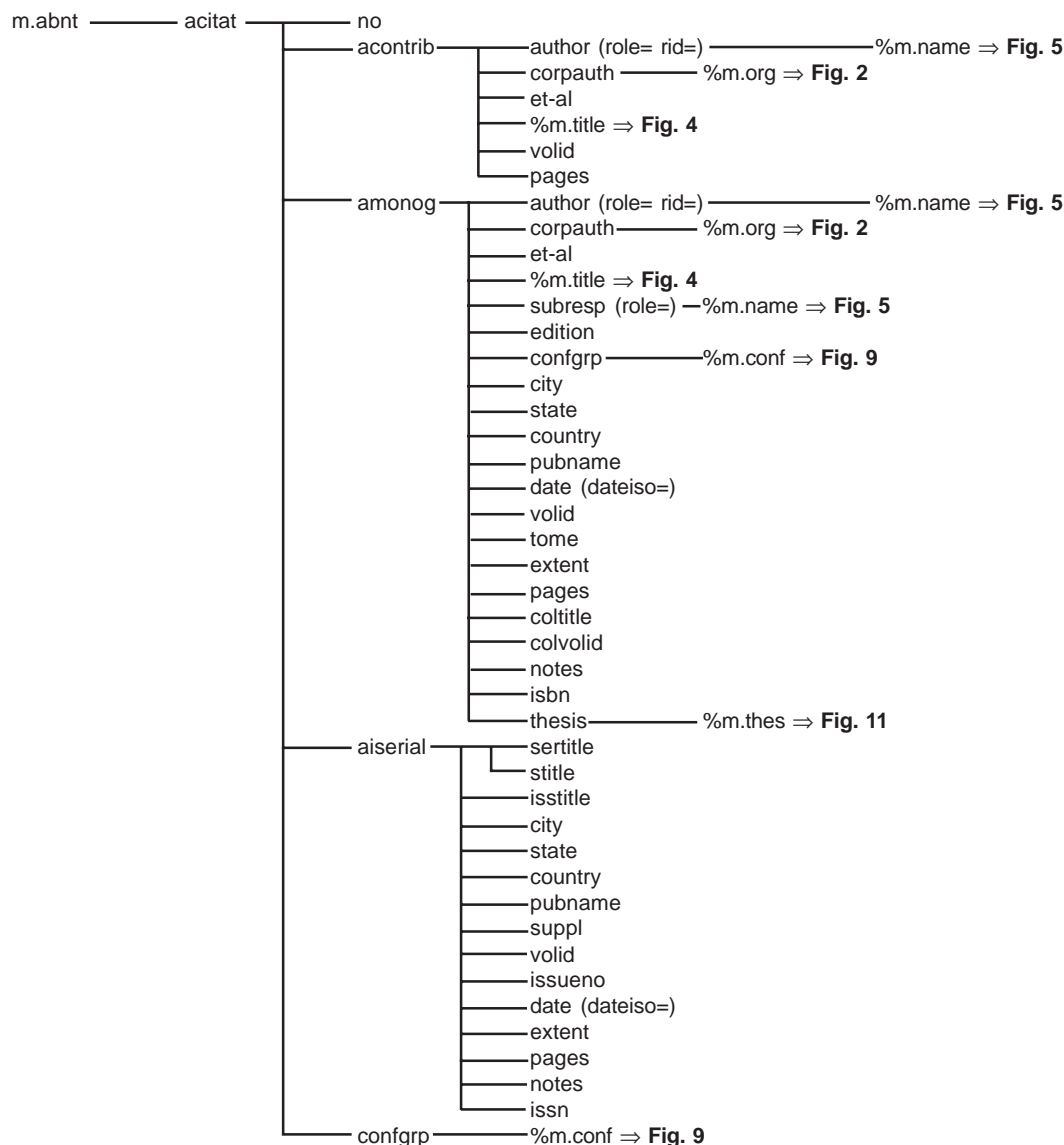 m.abnt acitat no
acontrib author (role= rid=) %m.name ⇒ Fig. 5
corpauth %m.org ⇒ Fig. 2
et-al
%m.title ⇒ Fig. 4
volid
pages
amonog author (role= rid=) %m.name ⇒ Fig. 5
corpauth %m.org ⇒ Fig. 2
et-al
%m.title ⇒ Fig. 4
subresp (role=) %m.name ⇒ Fig. 5
edition
confgrp %m.conf ⇒ Fig. 9
city
state
country
pubname
date (dateiso=)
volid
tome
extent
pages
coltitle
colvolid
notes
isbn
thesis %m.thes ⇒ Fig. 11
aiserial sertitle
stitle
isstitle
city
state
country
pubname
suppl
volid
issueno
date (dateiso=)
extent
pages
notes
issn
confgrp %m.conf ⇒ Fig. 9